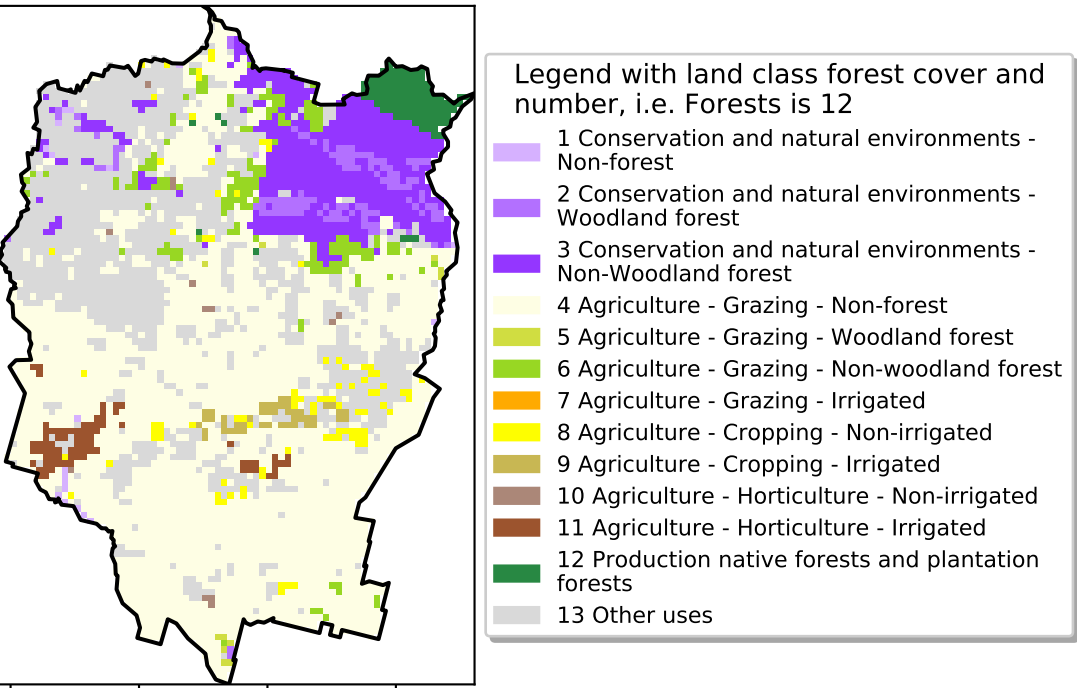 Legend with land class forest cover and
number, i.e. Forests is 12
1 Conservation and natural environments -
Non-forest
2 Conservation and natural environments -
Woodland forest
3 Conservation and natural environments -
Non-Woodland forest
4 Agriculture - Grazing - Non-forest
5 Agriculture - Grazing - Woodland forest
6 Agriculture - Grazing - Non-woodland forest
7 Agriculture - Grazing - Irrigated
8 Agriculture - Cropping - Non-irrigated
9 Agriculture - Cropping - Irrigated
10 Agriculture - Horticulture - Non-irrigated
11 Agriculture - Horticulture - Irrigated
12 Production native forests and plantation
forests
13 Other uses